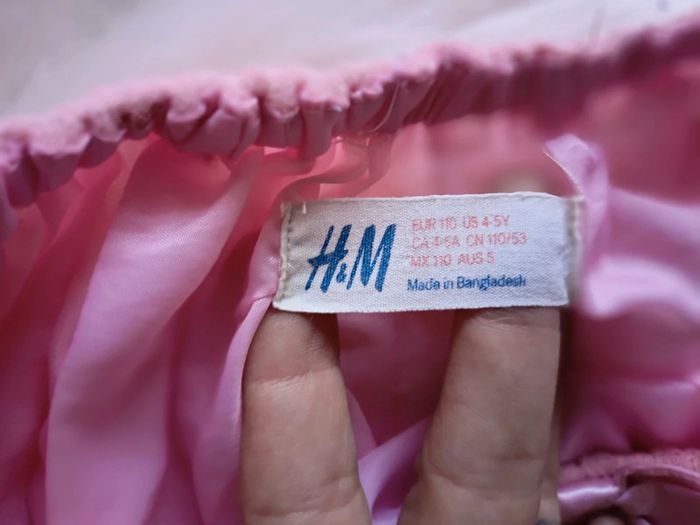 H&M
EUR 110 US 4-5Y
CA 4-5A CN 110/53
MX 110 AUS 5
Made in Bangladesh